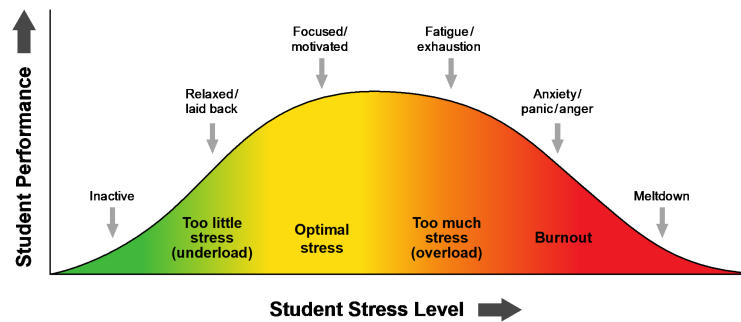 Student Performance
Focused/
motivated
Fatigue/
exhaustion
Relaxed/
laid back
Anxiety/
panic/anger
Inactive
Meltdown
Too little
stress
(underload)
Optimal
stress
Too much
stress
(overload)
Burnout
Student Stress Level